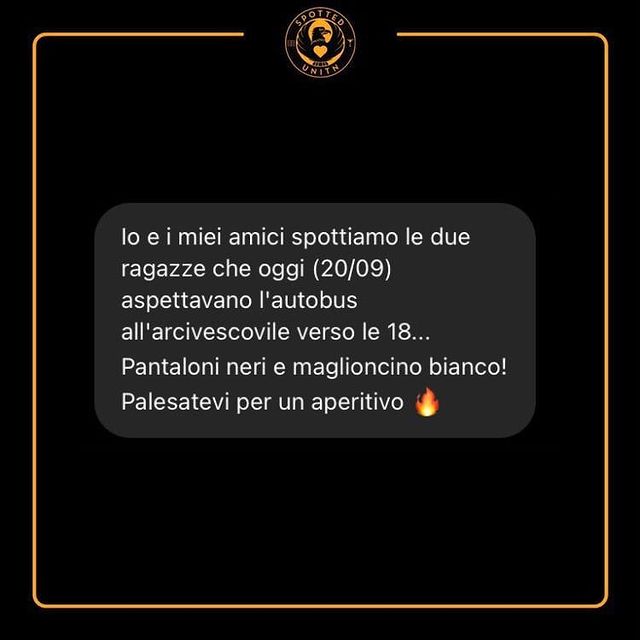 SPOTTED
UNITN
Io e i miei amici spottiamo le due
ragazze che oggi (20/09)
aspettavano l'autobus
all'arcivescovile verso le 18...
Pantaloni neri e maglioncino bianco!
Palesatevi per un aperitivo 🔥